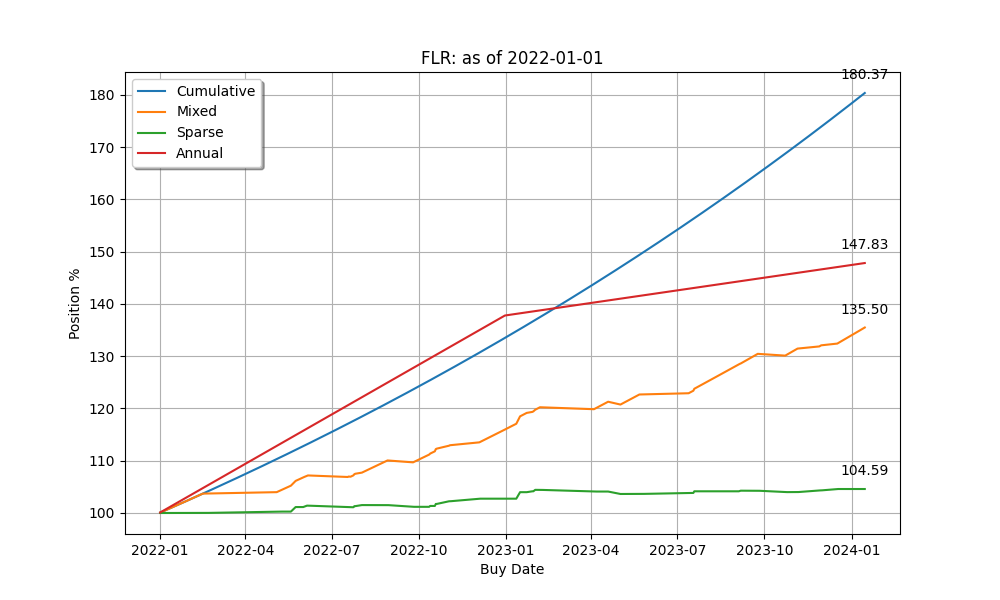 FLR: as of 2022-01-01
180.37
Cumulative
Mixed
Sparse
Annual
147.83
135.50
104.59
180
170
160
150
140
130
120
110
100
Position %
2022-01 2022-04 2022-07 2022-10 2023-01 2023-04 2023-07 2023-10 2024-01
Buy Date